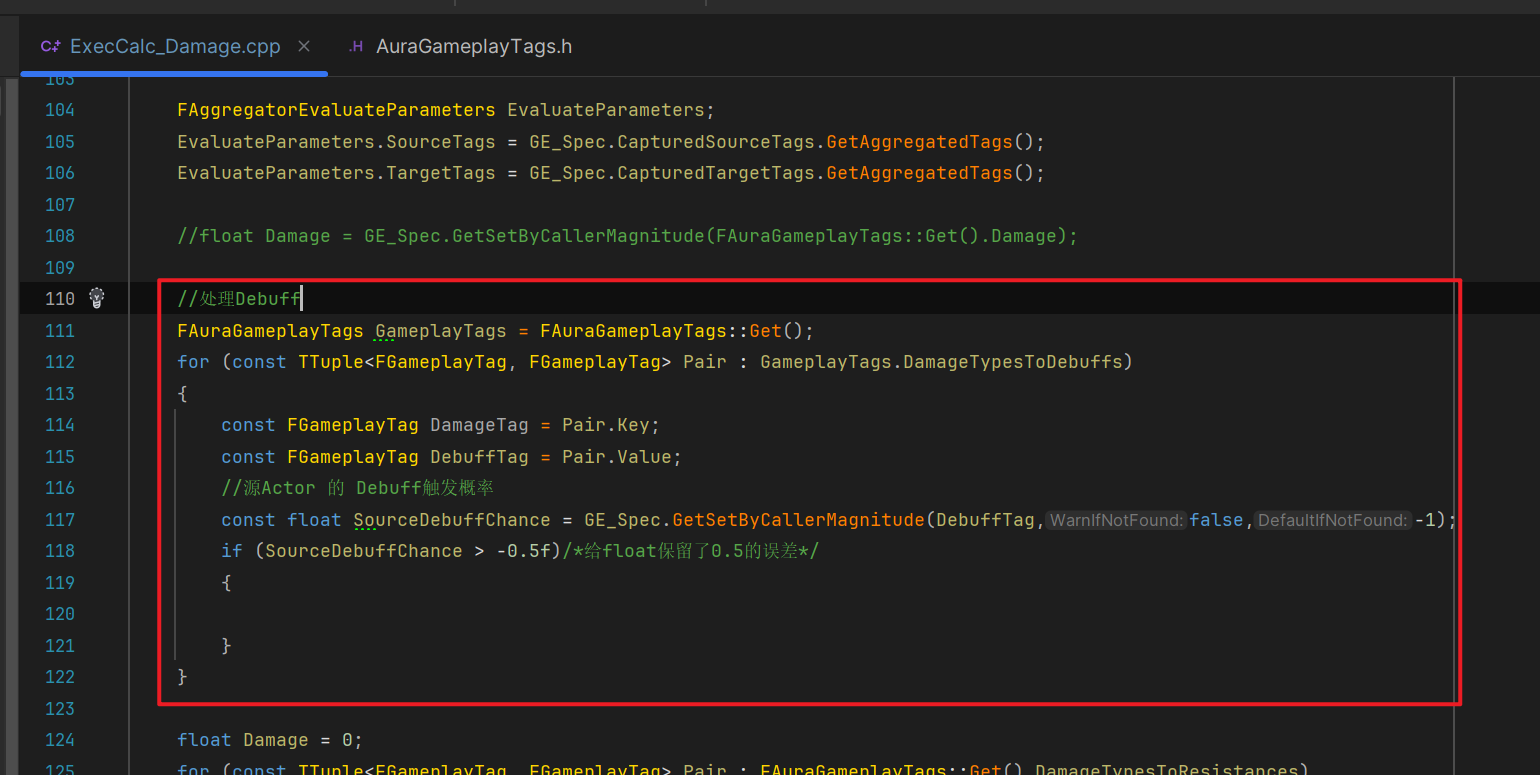 C++ ExecCalc_Damage.cpp × .H AuraGameplayTags.h
103
104 FAggregatorEvaluateParameters EvaluateParameters;
105 EvaluateParameters.SourceTags = GE_Spec.CapturedSourceTags.GetAggregatedTags();
106 EvaluateParameters.TargetTags = GE_Spec.CapturedTargetTags.GetAggregatedTags();
107
108 //float Damage = GE_Spec.GetSetByCallerMagnitude(FAuraGameplayTags::Get().Damage);
109
110 //处理Debuff
111 FAuraGameplayTags GameplayTags = FAuraGameplayTags::Get();
112 for (const TTuple<FGameplayTag, FGameplayTag> Pair : GameplayTags.DamageTypesToDebuffs)
113 {
114 const FGameplayTag DamageTag = Pair.Key;
115 const FGameplayTag DebuffTag = Pair.Value;
116 //源Actor 的 Debuff触发概率
117 const float SourceDebuffChance = GE_Spec.GetSetByCallerMagnitude(DebuffTag, WarnIfNotFound: false, DefaultIfNotFound: -1);
118 if (SourceDebuffChance > -0.5f)/*给float保留了0.5的误差*/
119 {
120
121 }
122 }
123
124 float Damage = 0;
125 for (const TTuple<FGameplayTag, FGameplayTag> Pair : FAuraGameplayTags::Get().DamageTypesToResistances)